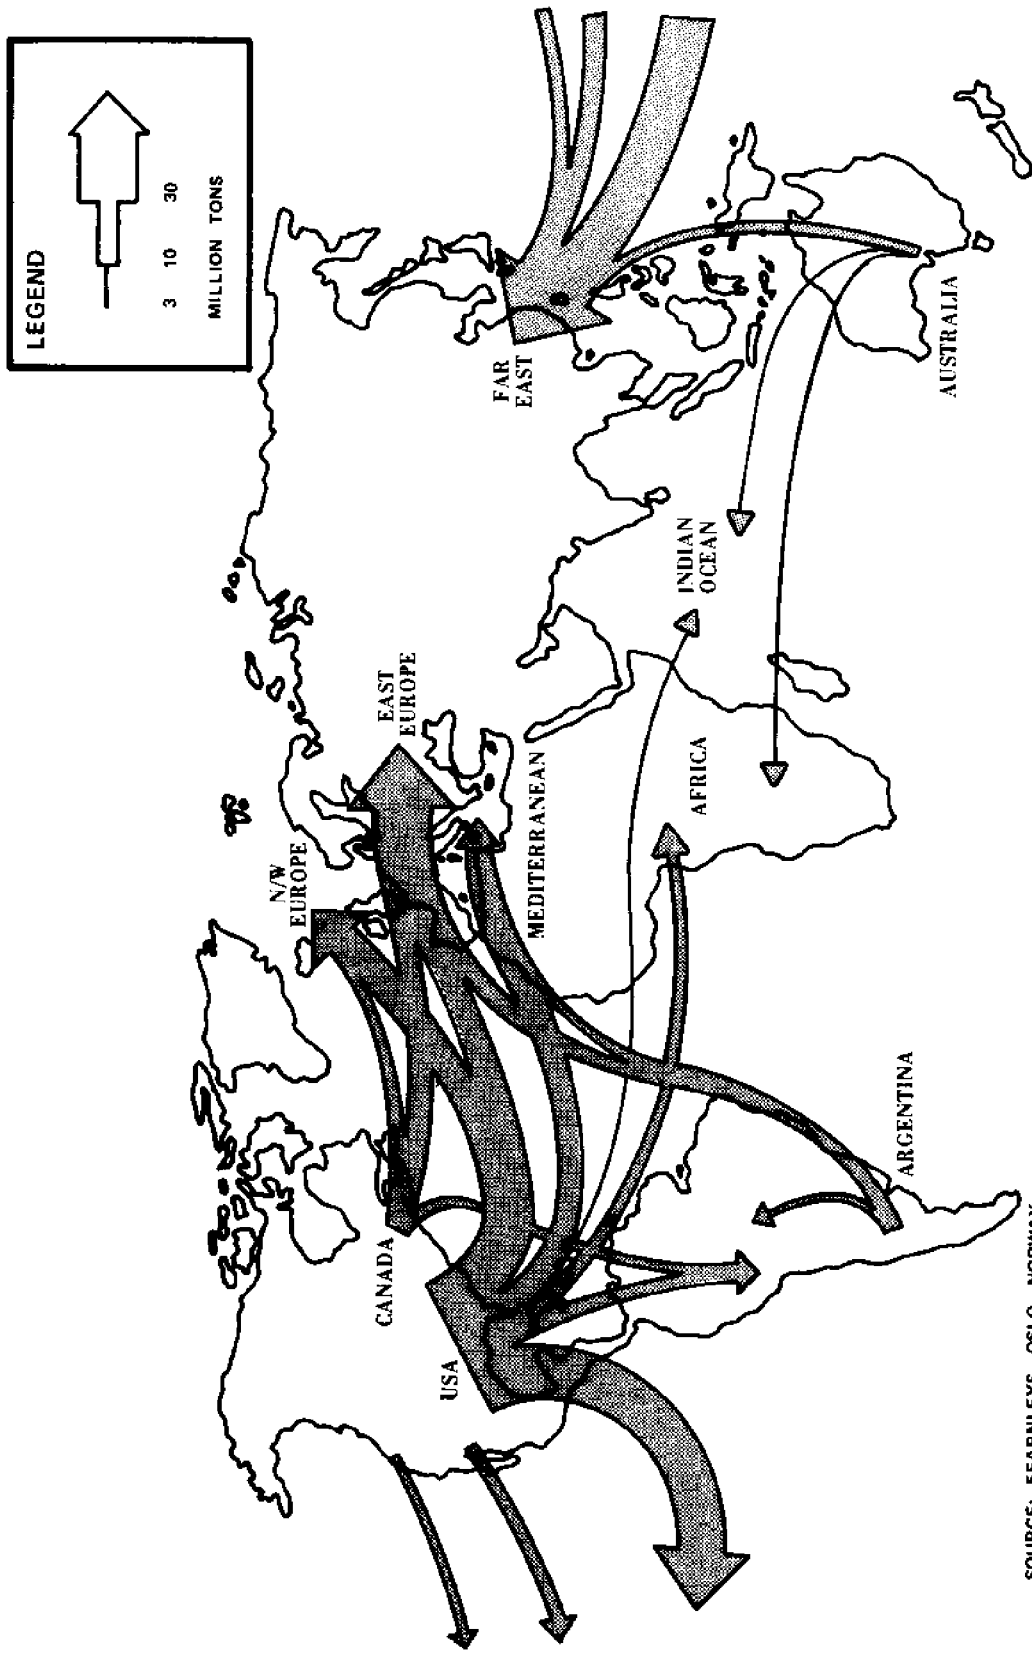 LEGEND
3 10 30
MILLION TONS
N/W
EUROPE
EAST
EUROPE
FAR
EAST
CANADA
USA
MEDITERRANEAN
INDIAN
OCEAN
AFRICA
AUSTRALIA
ARGENTINA
SOURCE: FEARNLEYS, OSLO, NORWAY